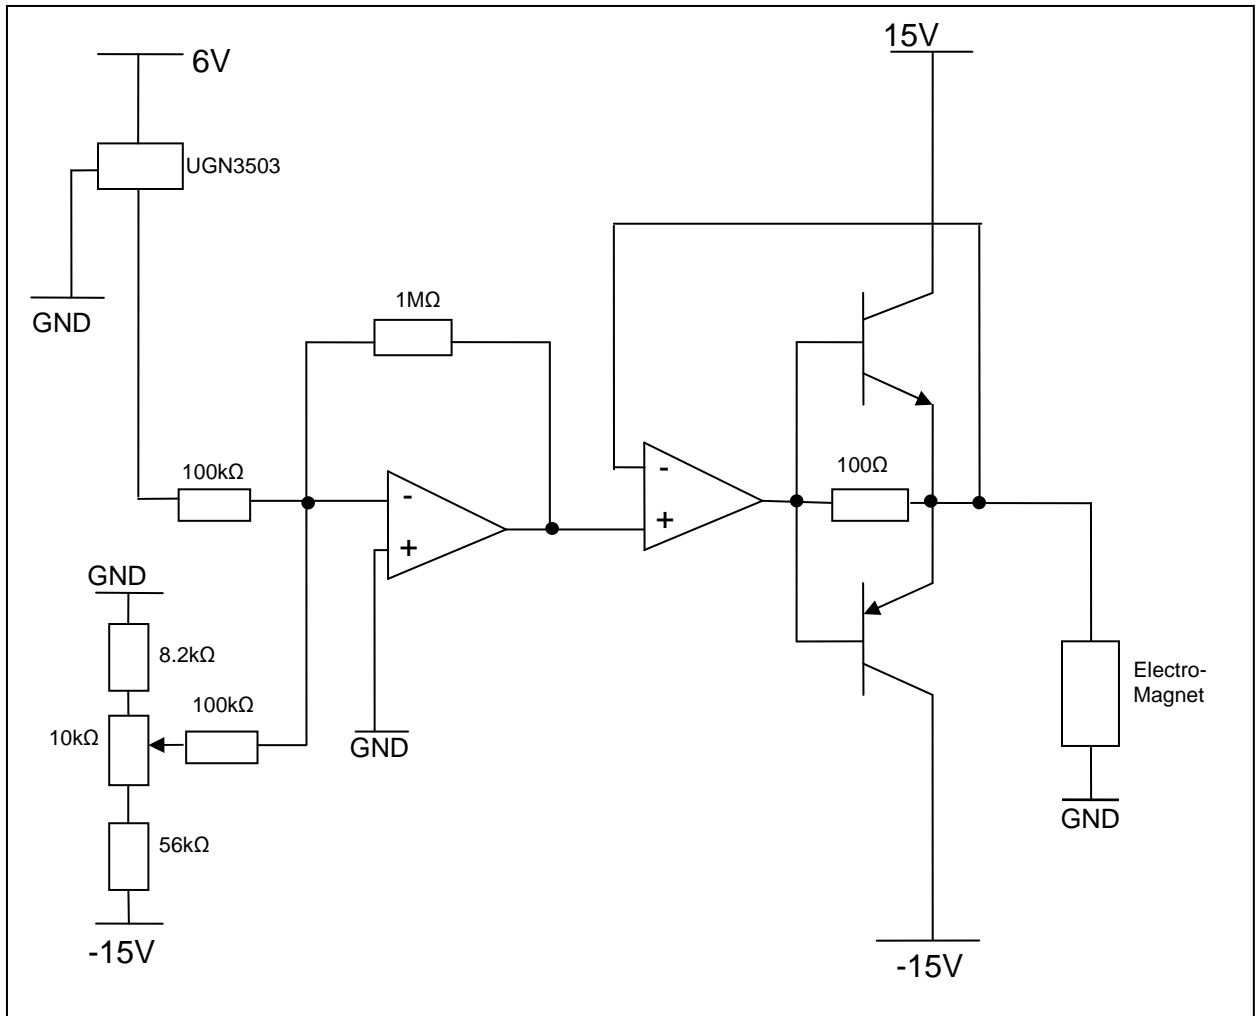 15V
6V
UGN3503
GND
1MΩ
100kΩ
-
+
-
+
100Ω
GND
8.2kΩ
100kΩ
10kΩ
GND
56kΩ
-15V
Electro-
Magnet
GND
-15V